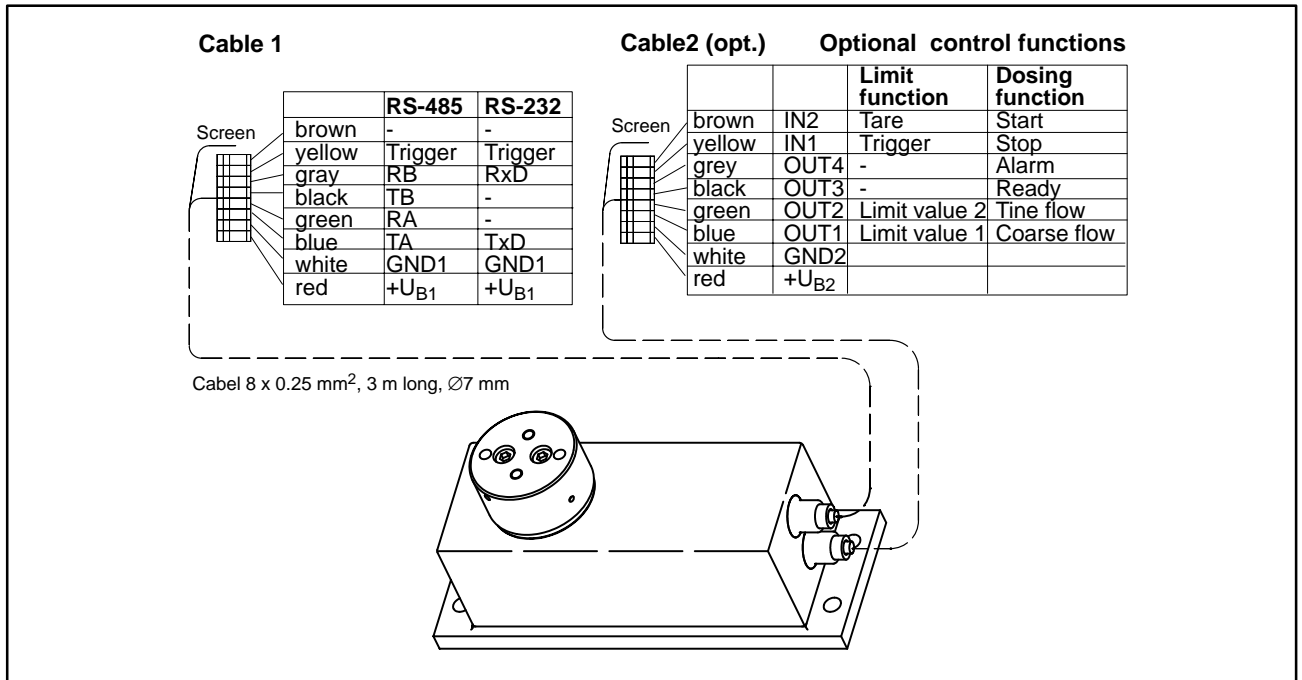 Cable 1
RS-485 RS-232
Screen
brown - -
yellow Trigger Trigger
gray RB RxD
black TB -
green RA -
blue TA TxD
white GND1 GND1
red +UB1 +UB1
Cable2 (opt.) Optional control functions
Limit function Dosing function
Screen
brown IN2 Tare Start
yellow IN1 Trigger Stop
grey OUT4 - Alarm
black OUT3 - Ready
green OUT2 Limit value 2 Tine flow
blue OUT1 Limit value 1 Coarse flow
white GND2
red +UB2
Cabel 8 x 0.25 mm2, 3 m long, ∅7 mm